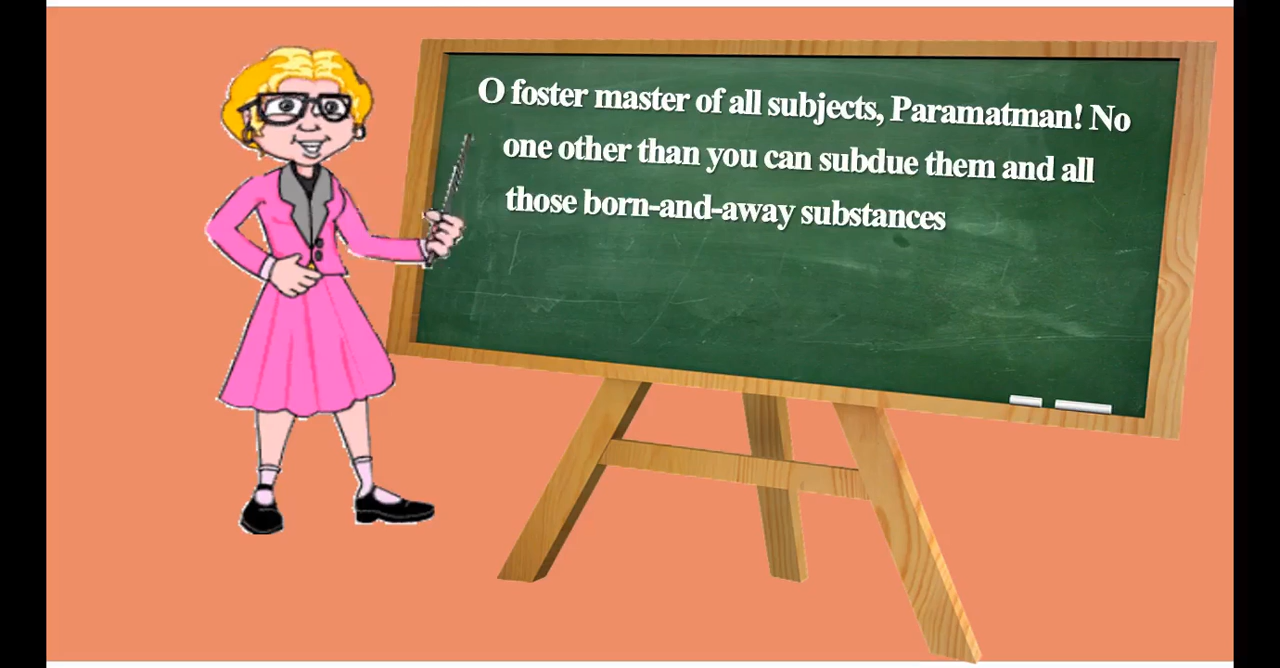 O foster master of all subjects, Paramatman! No
one other than you can subdue them and all
those born-and-away substances